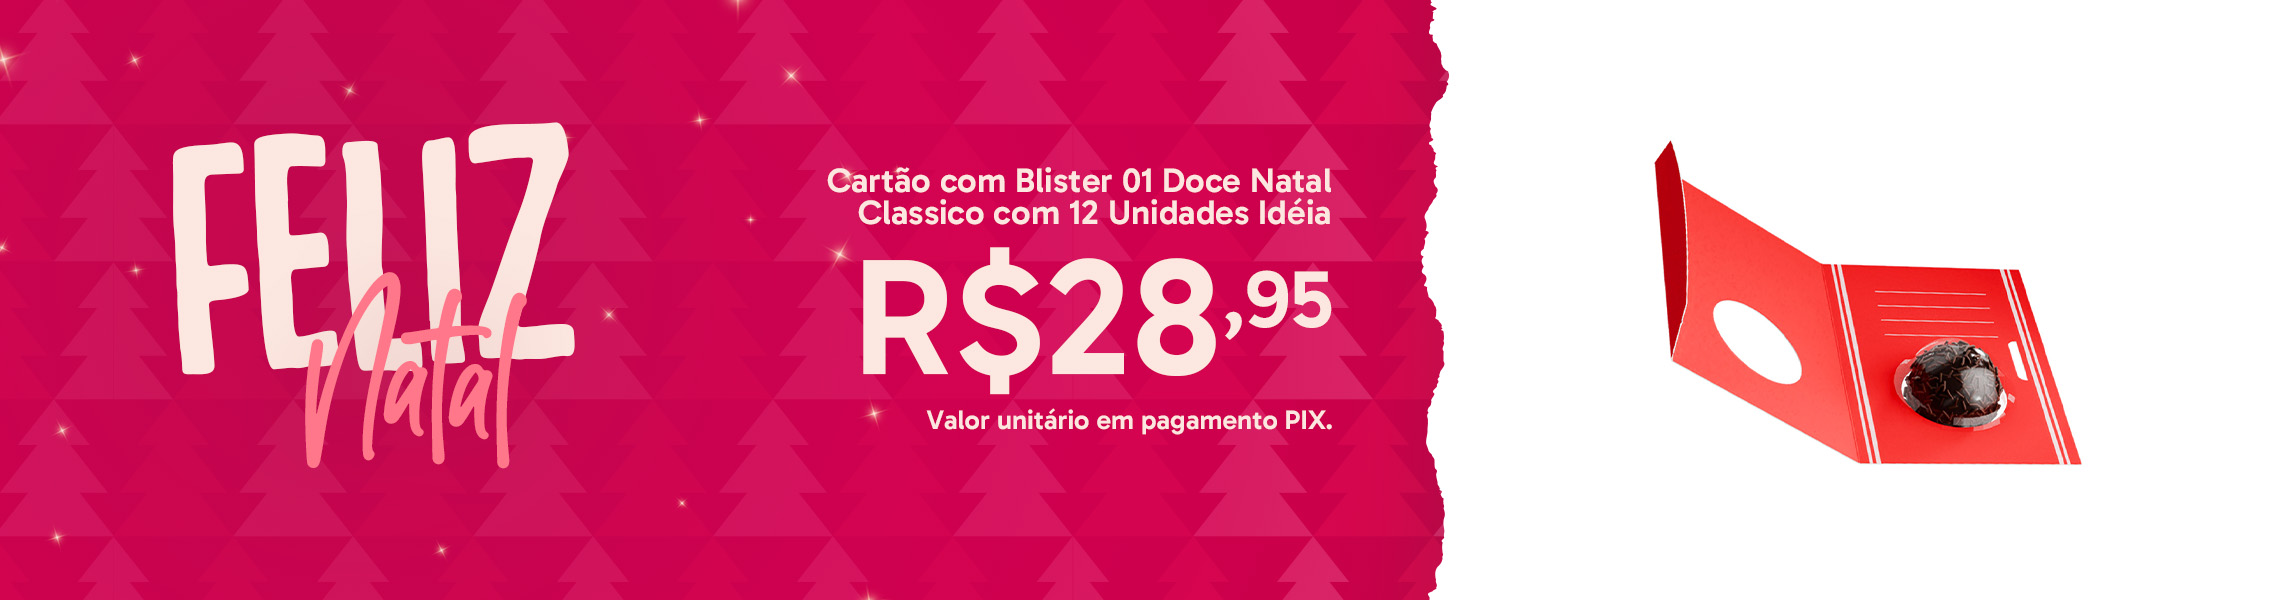 FELIZ
Natal
Cartão com Blister 01 Doce Natal
Classico com 12 Unidades Idéia
R$28,95
Valor unitário em pagamento PIX.